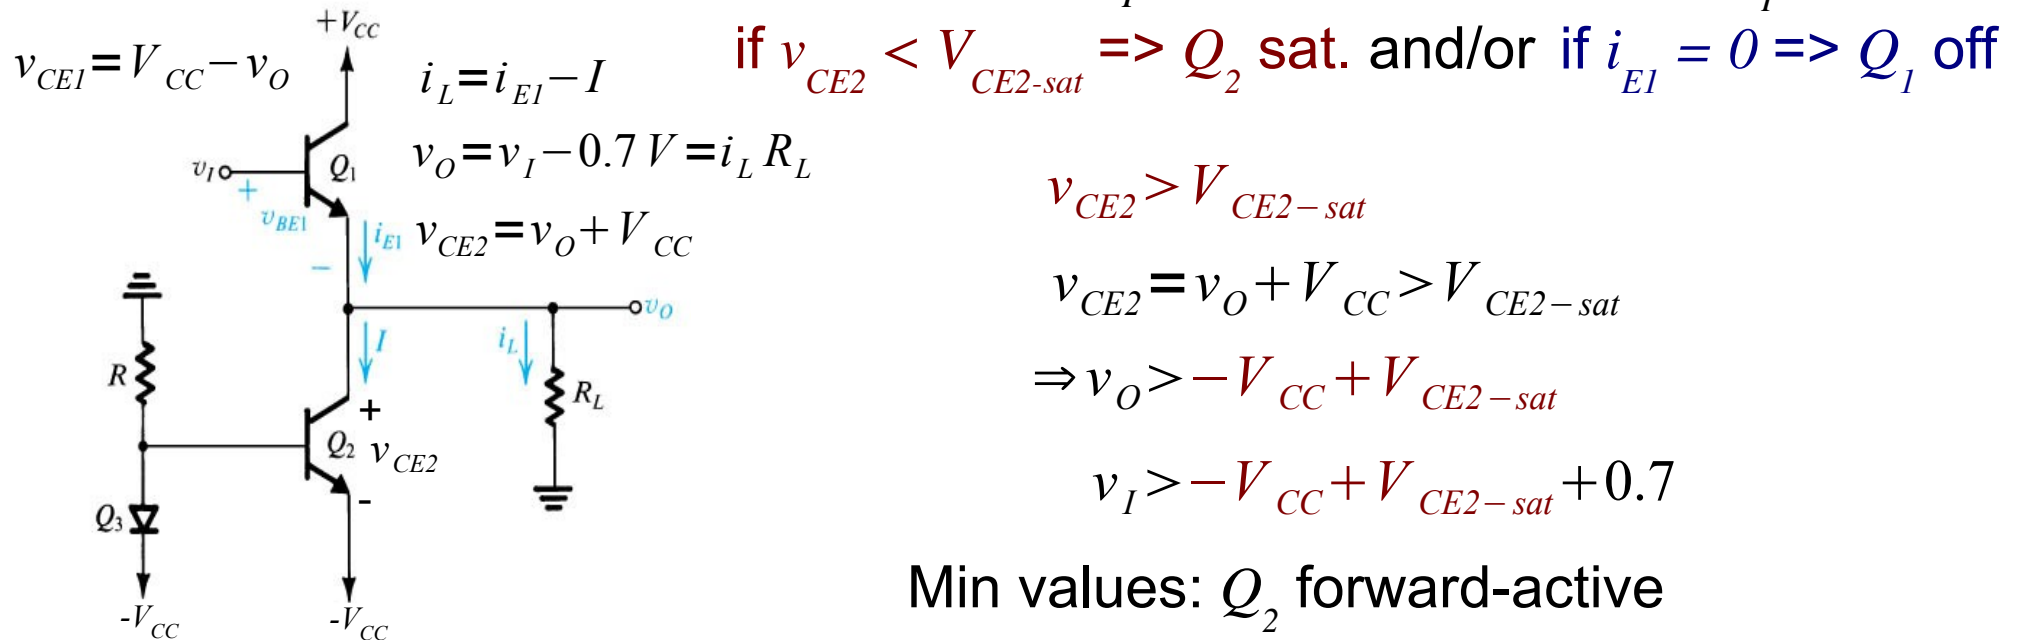 +V_CC
v_CE1=V_CC−v_O
i_L=i_E1−I
if v_CE2 < V_CE2-sat => Q_2 sat. and/or if i_E1 = 0 => Q_1 off
v_O=v_I−0.7 V=i_L R_L
v_I
Q_1
+
v_BE1
−
i_E1
v_CE2=v_O+V_CC
v_CE2>V_CE2−sat
v_CE2=v_O+V_CC>V_CE2−sat
v_O
I
i_L
R
R_L
⇒v_O>−V_CC+V_CE2−sat
+
Q_2
v_CE2
-
v_I>−V_CC+V_CE2−sat+0.7
Q_3
Min values: Q_2 forward-active
-V_CC
-V_CC